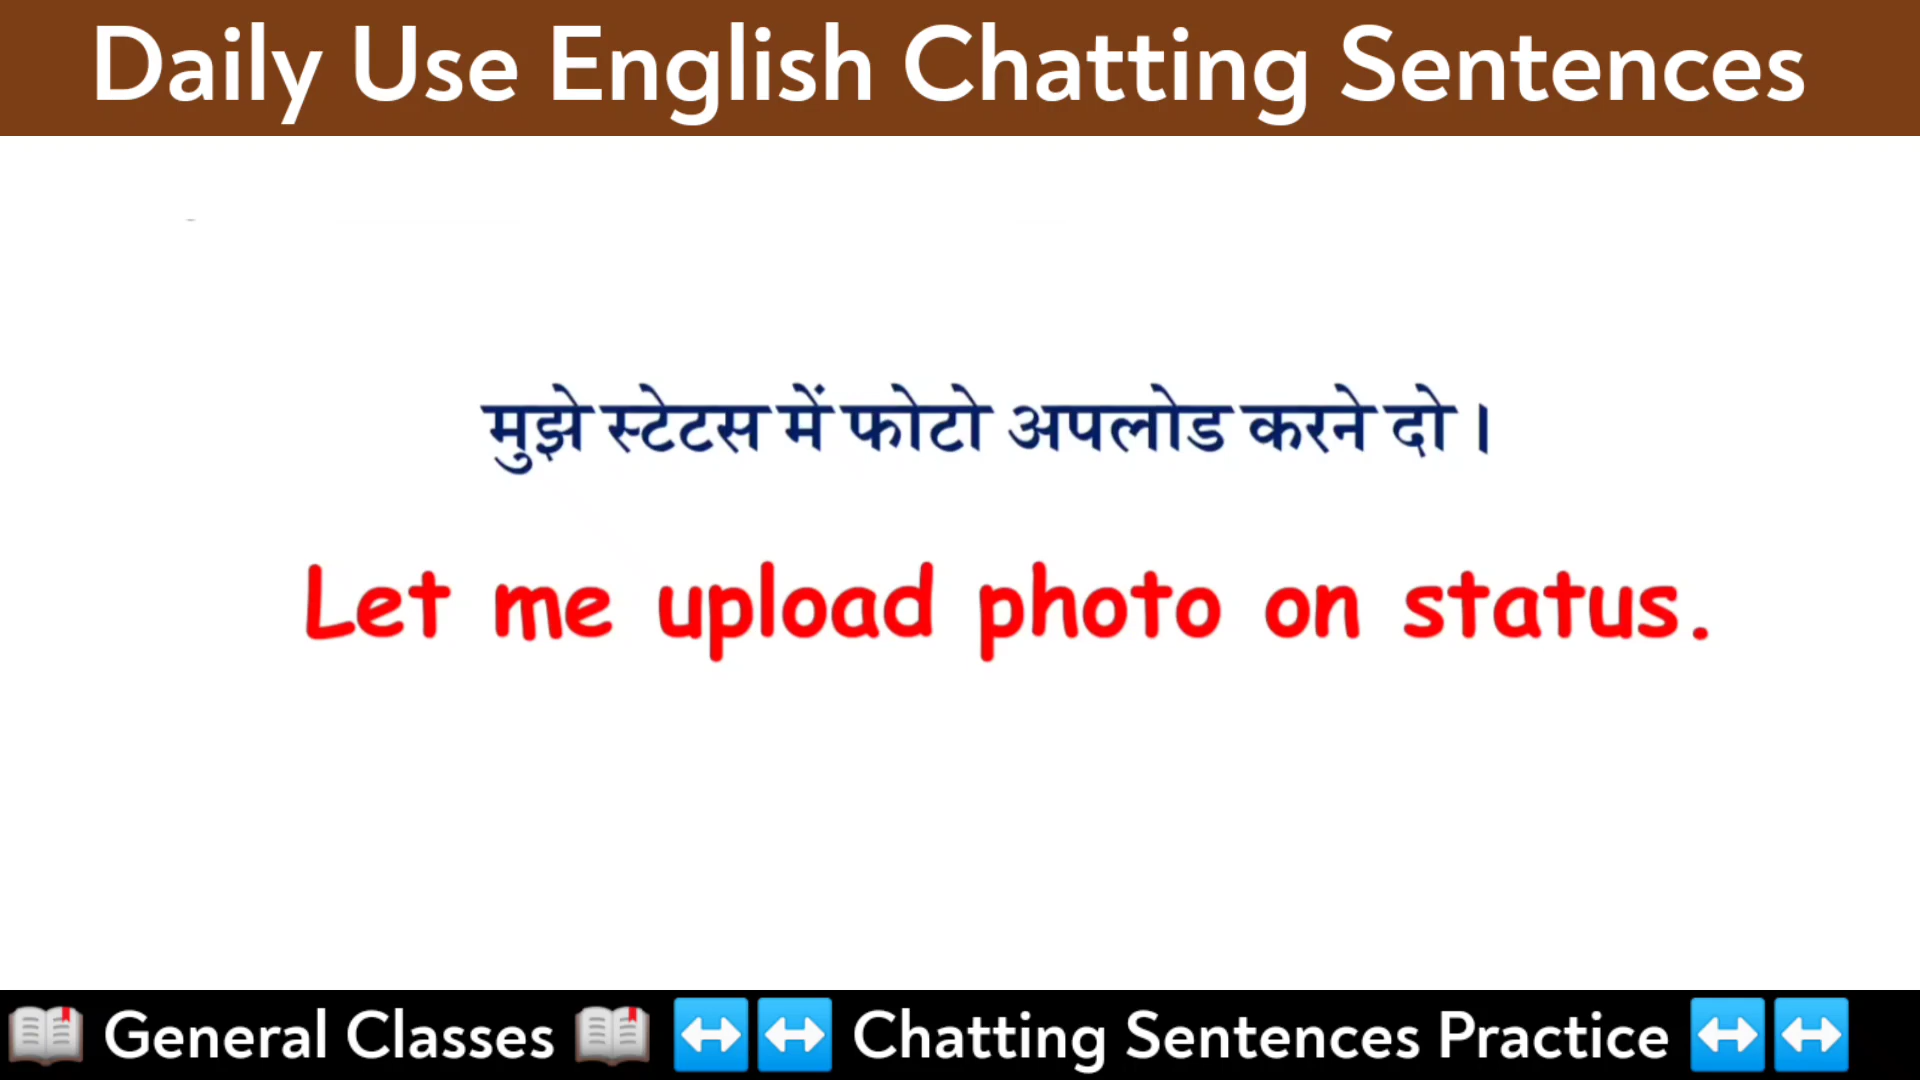 Daily Use English Chatting Sentences
मुझे स्टेटस में फोटो अपलोड करने दो।
Let me upload photo on status.
📖 General Classes 📖 ↔️↔️ Chatting Sentences Practice ↔️↔️